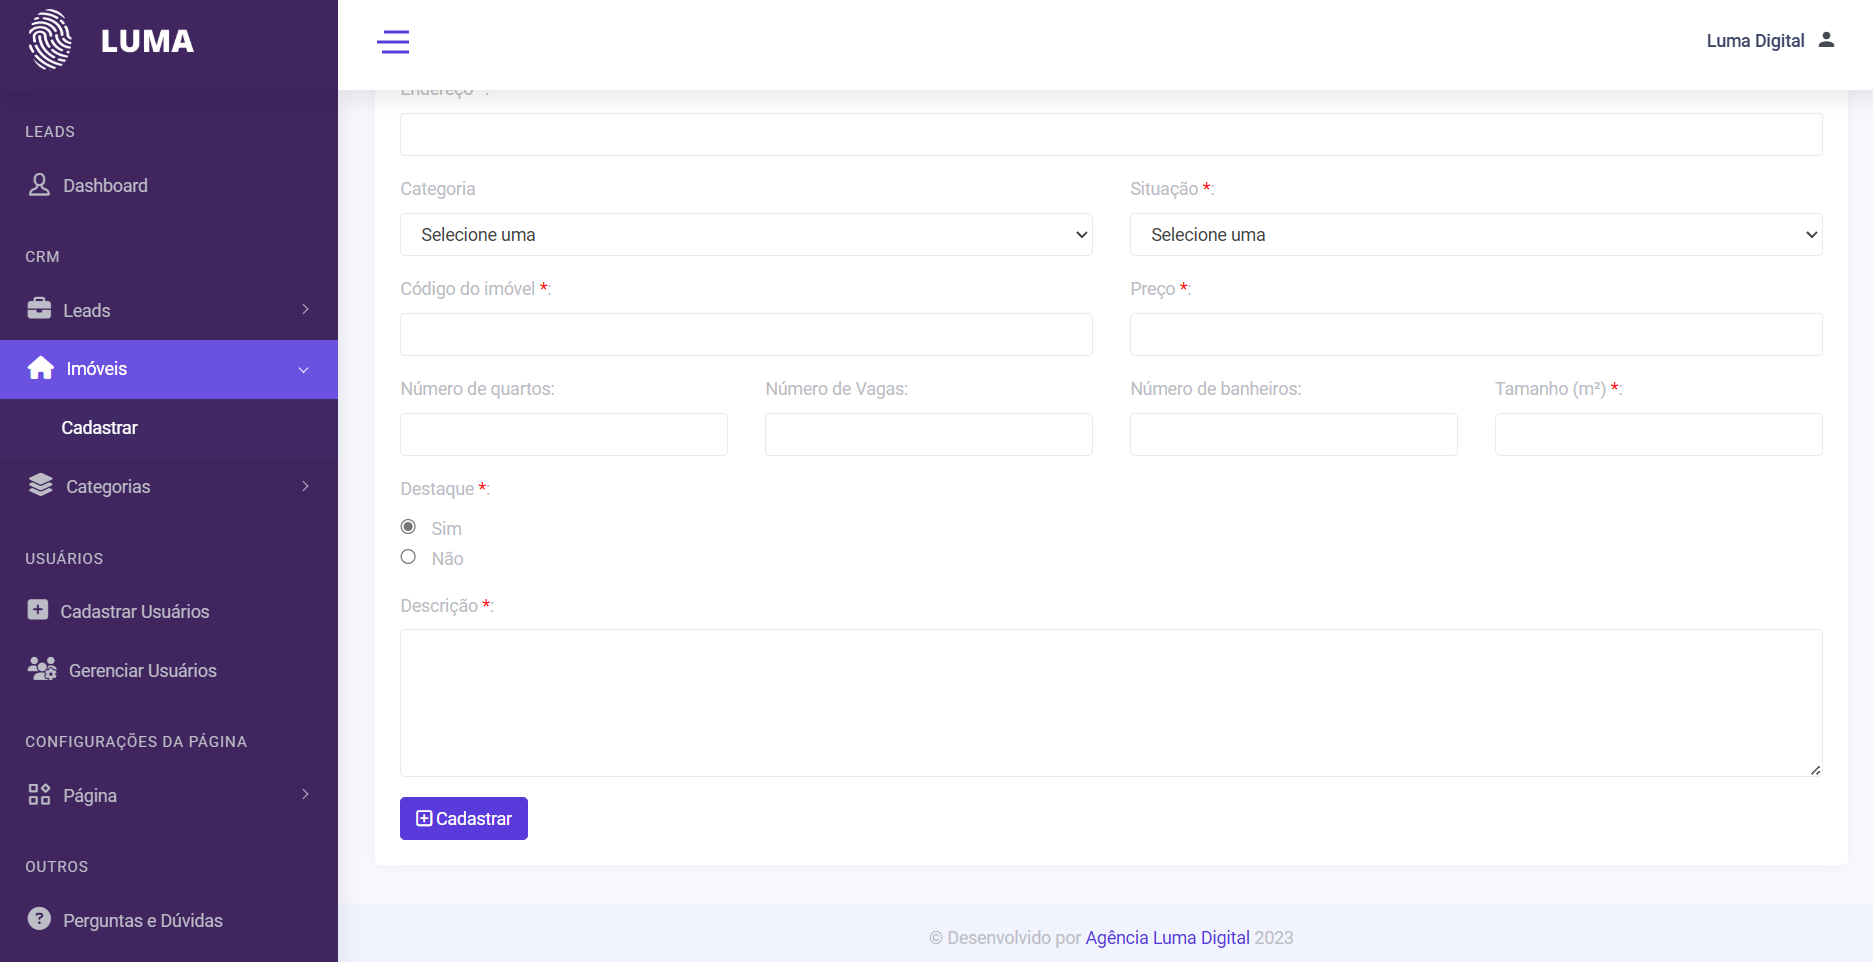 LUMA
Luma Digital
LEADS
Dashboard
CRM
Leads
Imóveis
Cadastrar
Categorias
USUÁRIOS
Cadastrar Usuários
Gerenciar Usuários
CONFIGURAÇÕES DA PÁGINA
Página
OUTROS
Perguntas e Dúvidas
Categoria
Selecione uma
Situação *:
Selecione uma
Código do imóvel *:
Preço *:
Número de quartos:
Número de Vagas:
Número de banheiros:
Tamanho (m²) *:
Destaque *:
Sim
Não
Descrição *:
Cadastrar
© Desenvolvido por Agência Luma Digital 2023